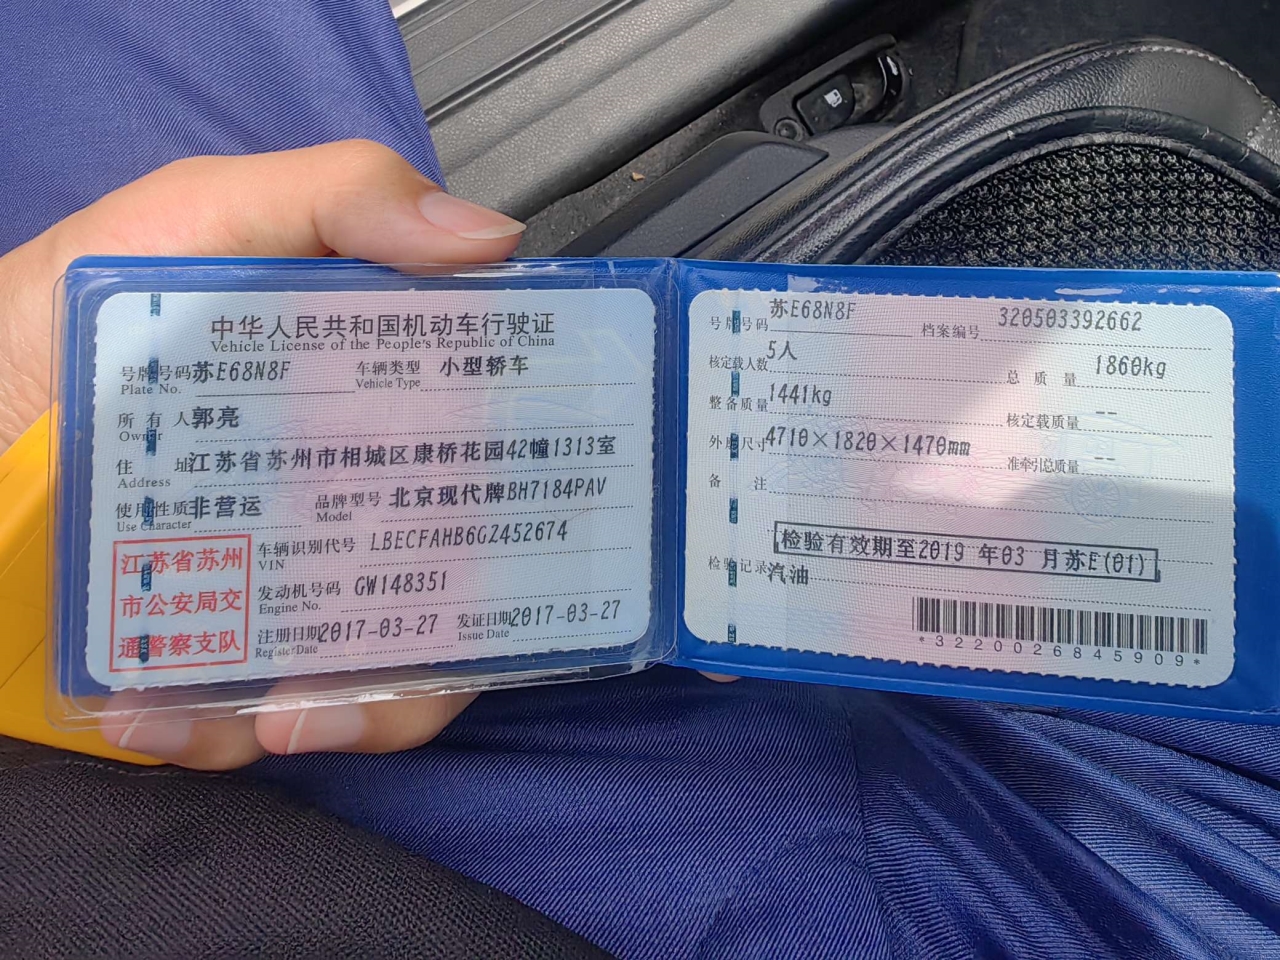 中华人民共和国机动车行驶证
Vehicle License of the People's Republic of China
号牌号码 苏E68N8F 车辆类型 小型轿车
Plate No. Vehicle Type
所有人 郭亮
Owner
住址 江苏省苏州市相城区康桥花园42幢1313室
Address
使用性质 非营运 品牌型号 北京现代牌BH7184PAV
Use Character Model
江苏省苏州
市公安局交
通警察支队
车辆识别代号 LBECFAHB6GZ452674
VIN
发动机号码 GW148351
Engine No.
注册日期 2017-03-27 发证日期 2017-03-27
Register Date Issue Date
号牌号码 苏E68N8F 档案编号 320503392662
核定载人数 5人 总质量 1860kg
整备质量 1441kg 核定载质量 --
外廓尺寸 4710×1820×1470mm 准牵引总质量 --
备注
检验有效期至2019 年03 月苏E(01)
检验记录 汽油
*3220026845909*